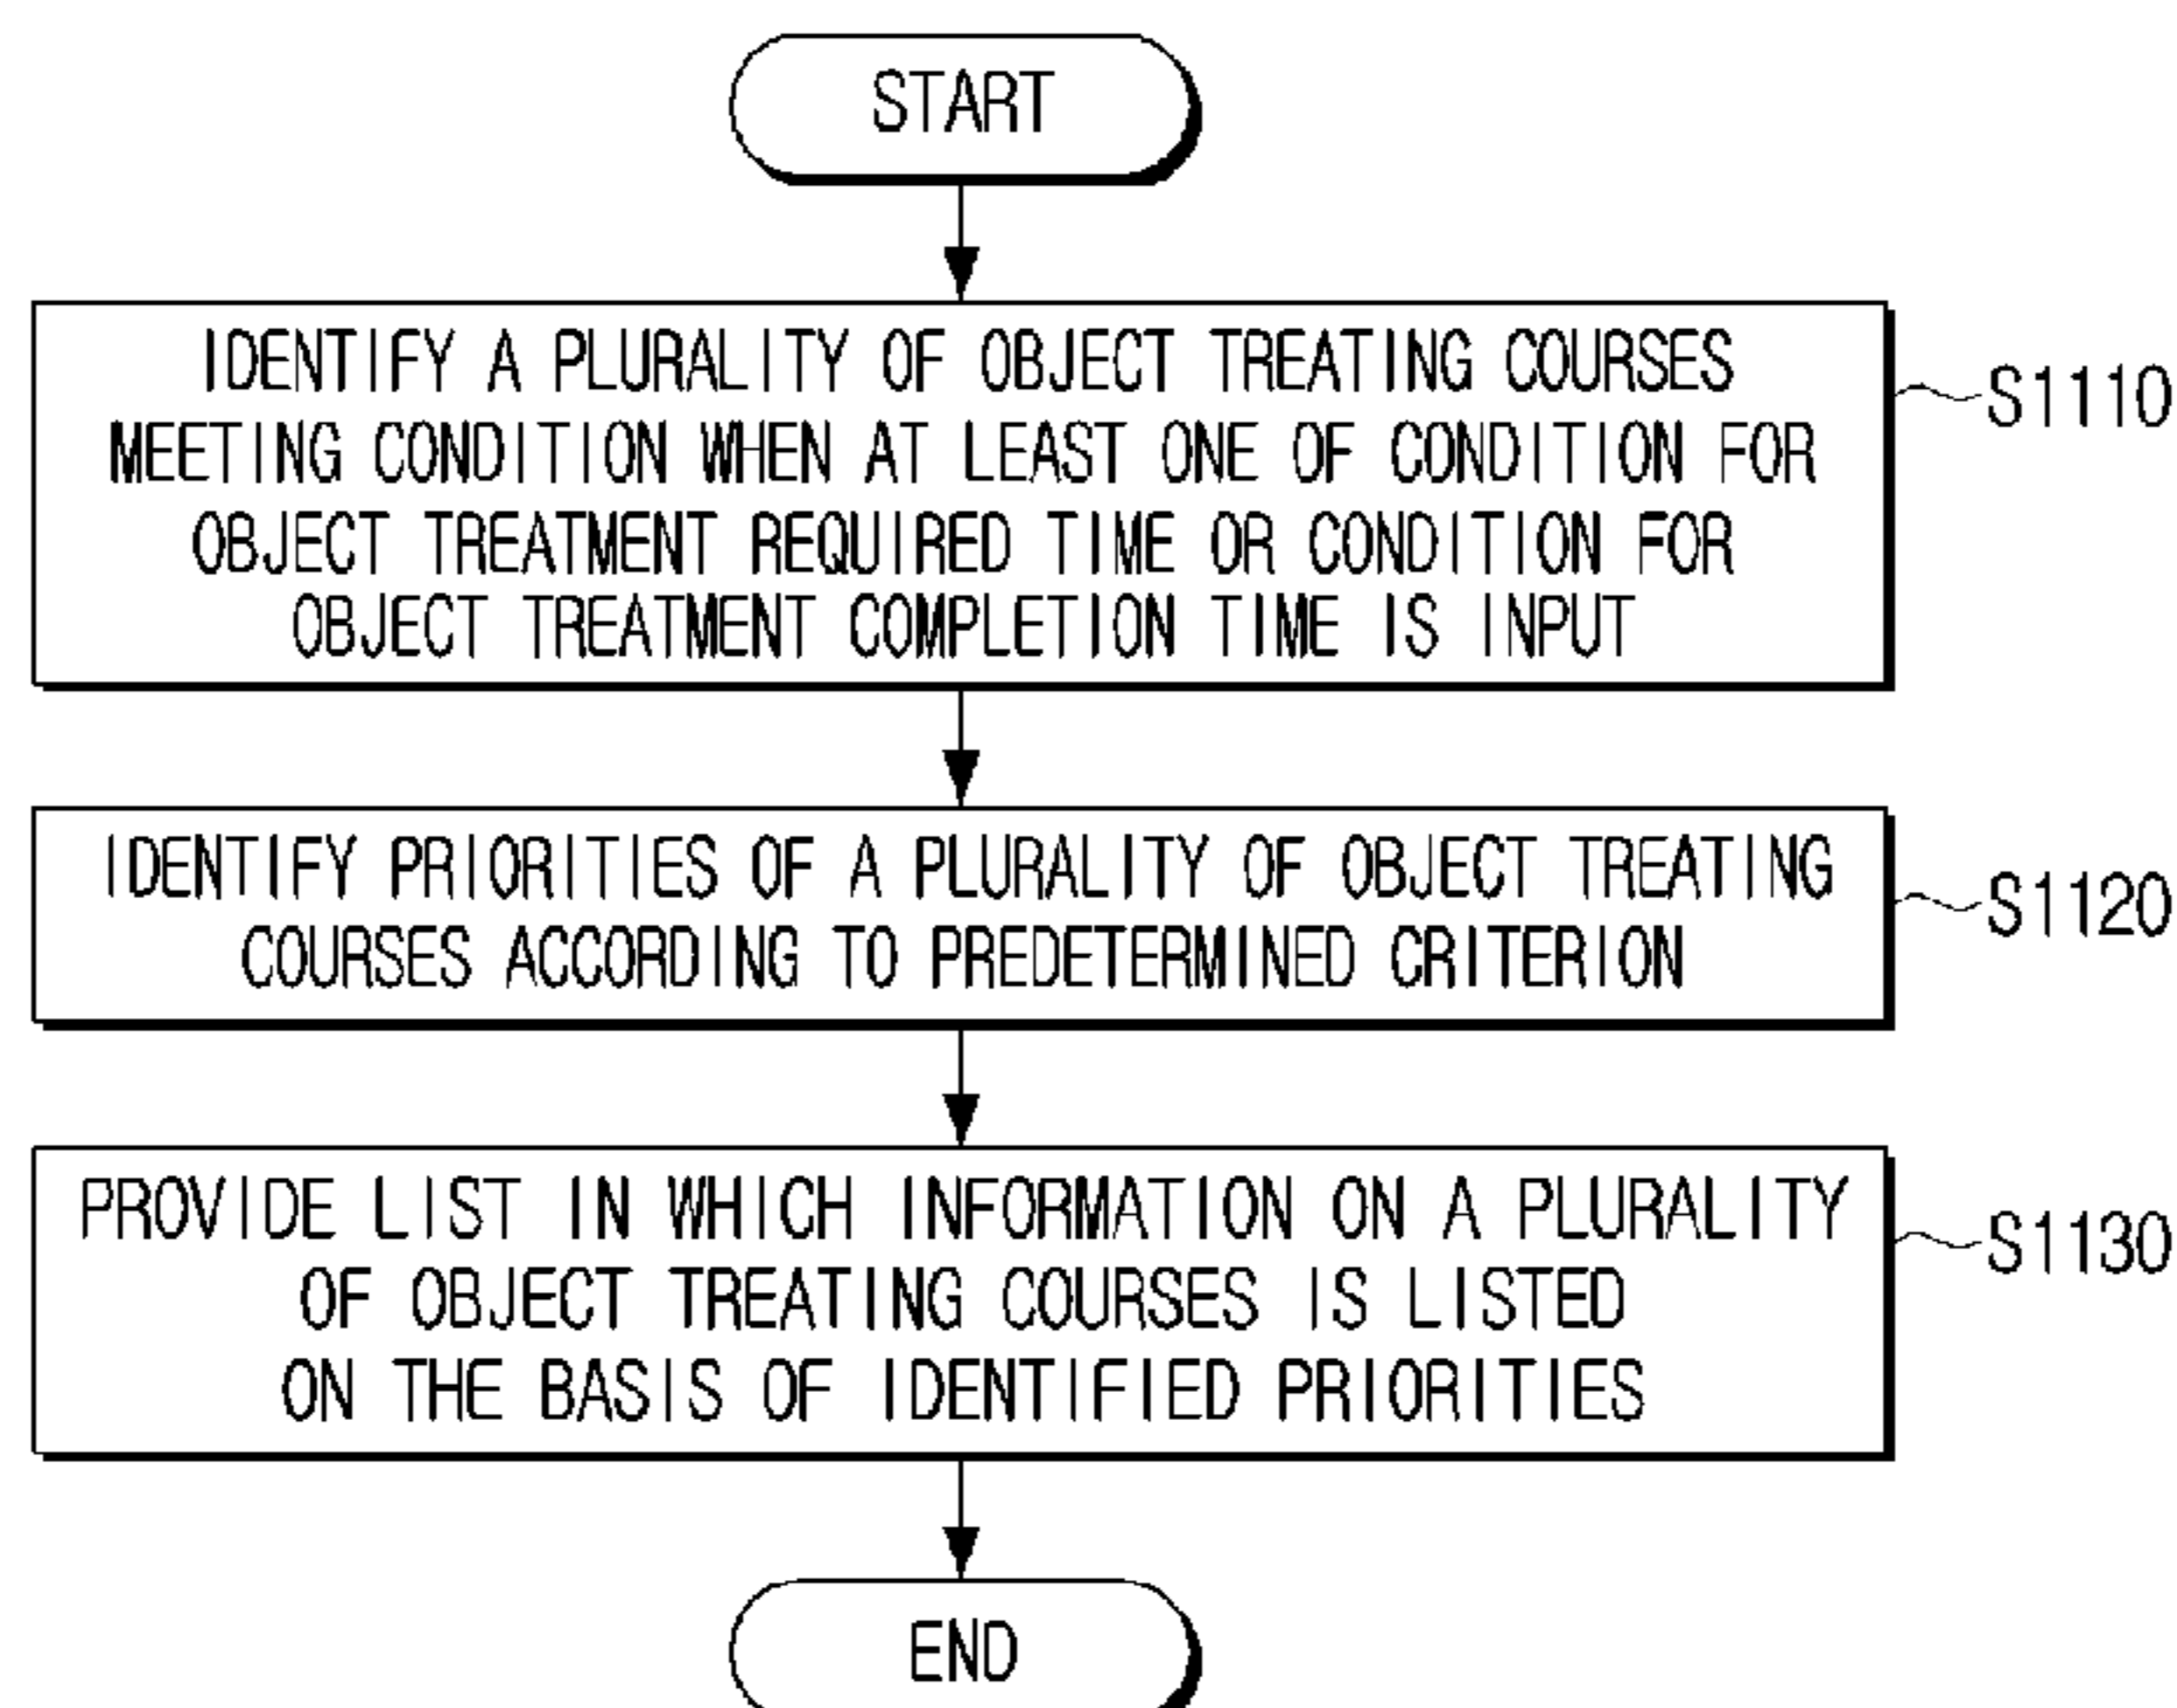 START
IDENTIFY A PLURALITY OF OBJECT TREATING COURSES
MEETING CONDITION WHEN AT LEAST ONE OF CONDITION FOR
OBJECT TREATMENT REQUIRED TIME OR CONDITION FOR
OBJECT TREATMENT COMPLETION TIME IS INPUT
S1110
IDENTIFY PRIORITIES OF A PLURALITY OF OBJECT TREATING
COURSES ACCORDING TO PREDETERMINED CRITERION
S1120
PROVIDE LIST IN WHICH INFORMATION ON A PLURALITY
OF OBJECT TREATING COURSES IS LISTED
ON THE BASIS OF IDENTIFIED PRIORITIES
S1130
END